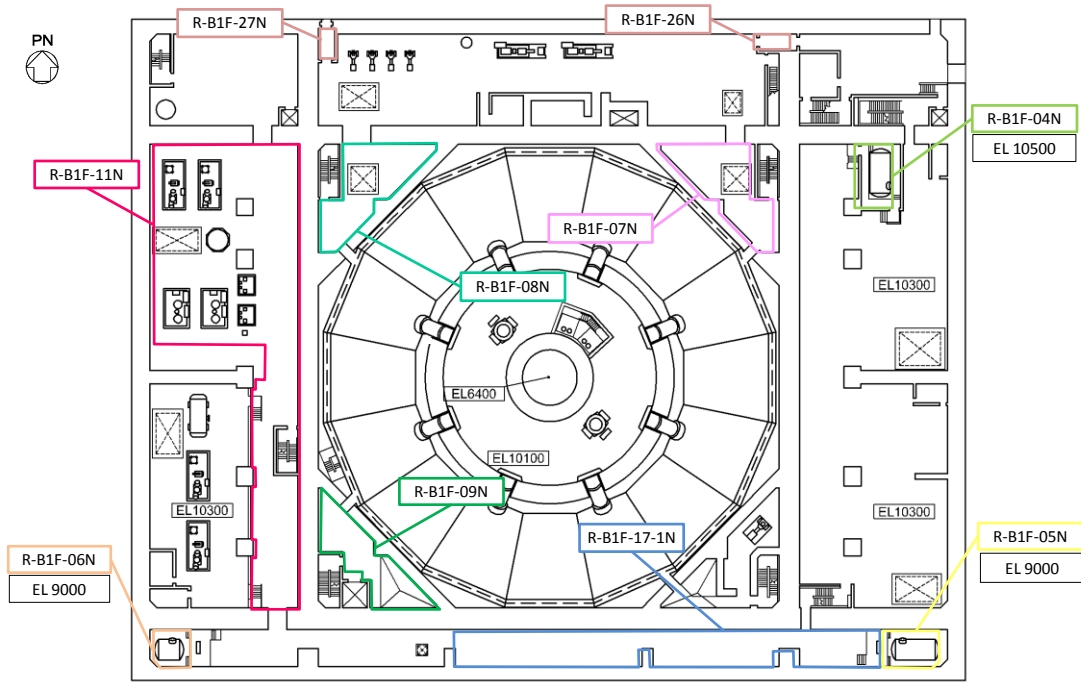 R-B1F-27N
R-B1F-26N
PN
R-B1F-04N
EL 10500
R-B1F-11N
R-B1F-07N
R-B1F-08N
EL10300
EL6400
EL10100
R-B1F-09N
EL10300
EL10300
R-B1F-17-1N
R-B1F-05N
EL 9000
R-B1F-06N
EL 9000